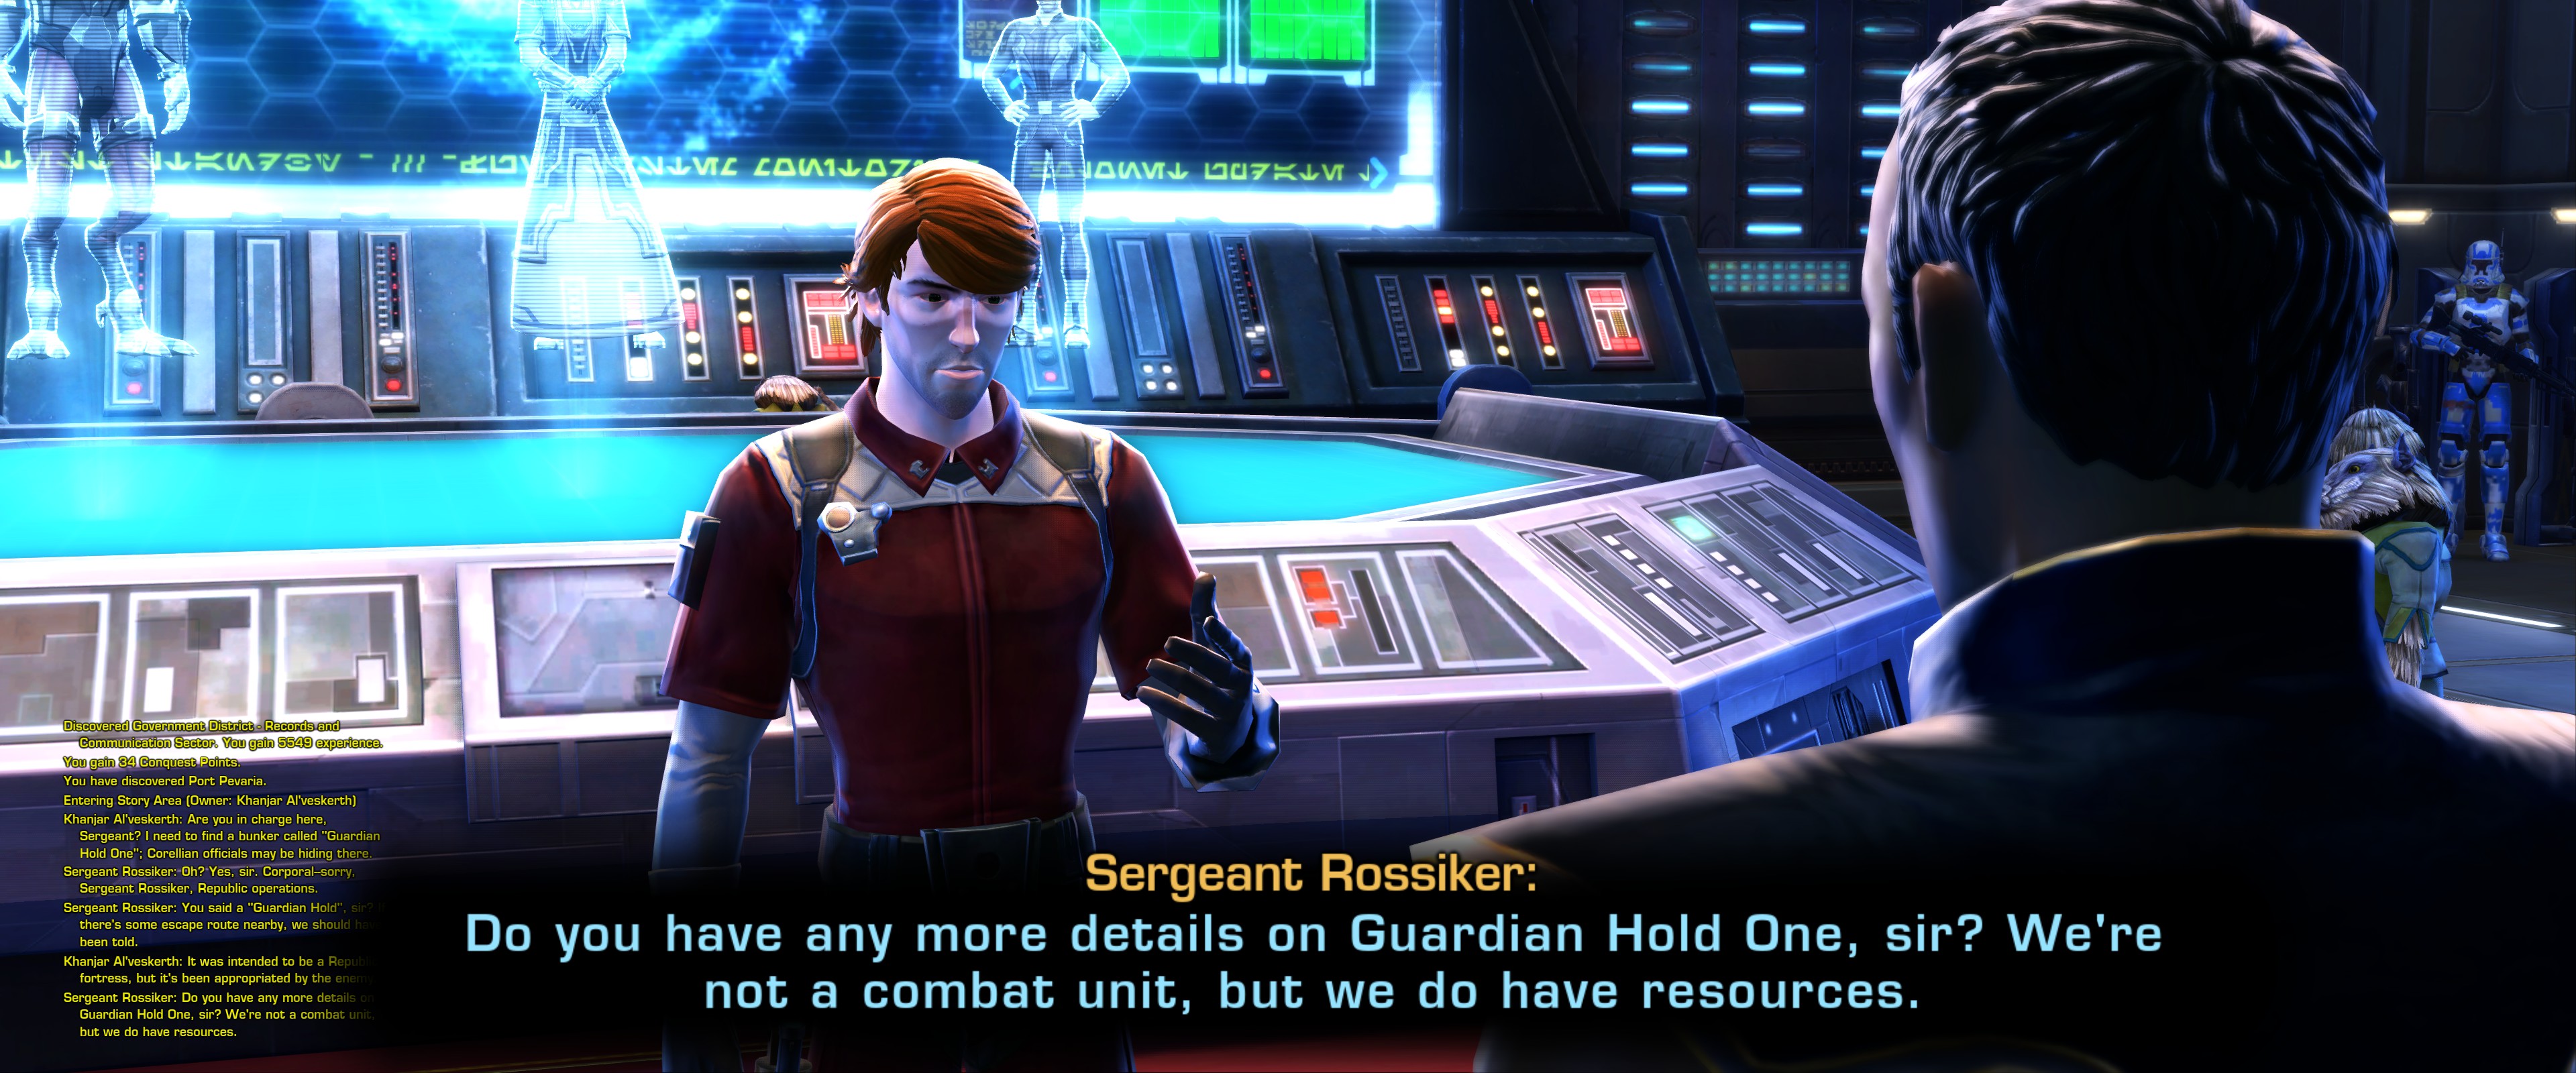 Discovered Government District - Records and
Communication Sector. You gain 5549 experience.
You gain 34 Conquest Points.
You have discovered Port Pevaria.
Entering Story Area (Owner: Khanjar Al'veskerth)
Khanjar Al'veskerth: Are you in charge here,
Sergeant? I need to find a bunker called "Guardian
Hold One"; Corellian officials may be hiding there.
Sergeant Rossiker: Oh? Yes, sir. Corporal–sorry,
Sergeant Rossiker, Republic operations.
Sergeant Rossiker: You said a "Guardian Hold", sir?
there's some escape route nearby, we should have
been told.
Khanjar Al'veskerth: It was intended to be a Republic
fortress, but it's been appropriated by the enemy
Sergeant Rossiker: Do you have any more details on
Guardian Hold One, sir? We're not a combat unit,
but we do have resources.
Sergeant Rossiker:
Do you have any more details on Guardian Hold One, sir? We're
not a combat unit, but we do have resources.